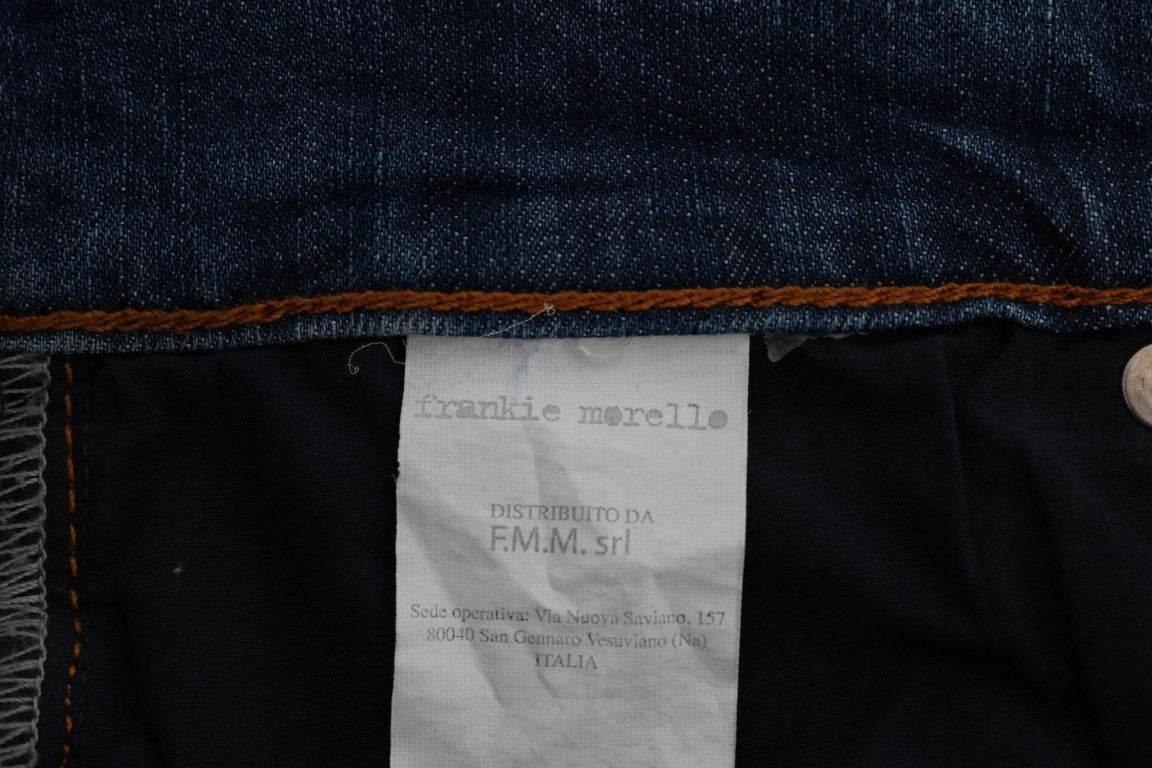 frankie morello
DISTRIBUITO DA
F.M.M. srl
Sede operativa: Via Nuova Saviano, 157
80040 San Gennaro Vesuviano (Na)
ITALIA